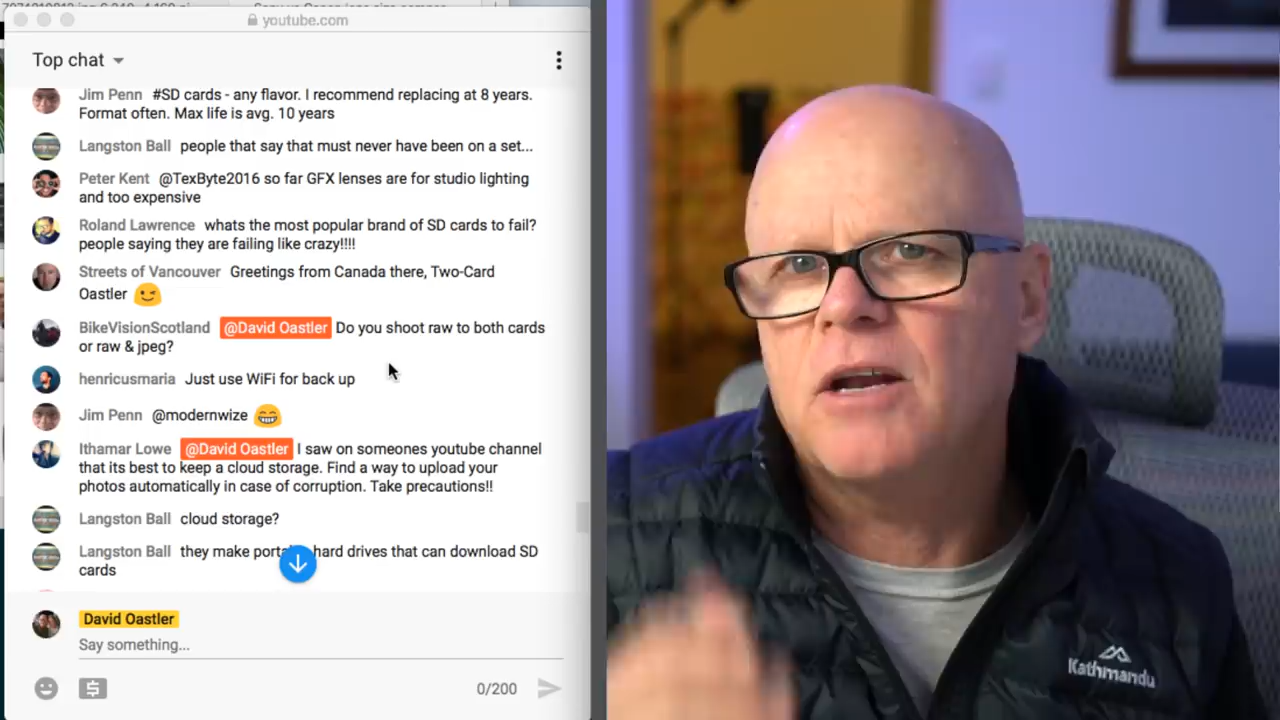 youtube.com
Top chat
Jim Penn #SD cards - any flavor. I recommend replacing at 8 years.
Format often. Max life is avg. 10 years
Langston Ball people that say that must never have been on a set...
Peter Kent @TexByte2016 so far GFX lenses are for studio lighting
and too expensive
Roland Lawrence whats the most popular brand of SD cards to fail?
people saying they are failing like crazy!!!!
Streets of Vancouver Greetings from Canada there, Two-Card
Oastler
BikeVisionScotland @David Oastler Do you shoot raw to both cards
or raw & jpeg?
henricusmaria Just use WiFi for back up
Jim Penn @modernwize
Ithamar Lowe @David Oastler I saw on someones youtube channel
that its best to keep a cloud storage. Find a way to upload your
photos automatically in case of corruption. Take precautions!!
Langston Ball cloud storage?
Langston Ball they make hard drives that can download SD
cards
David Oastler
Say something...
0/200
Kathmandu